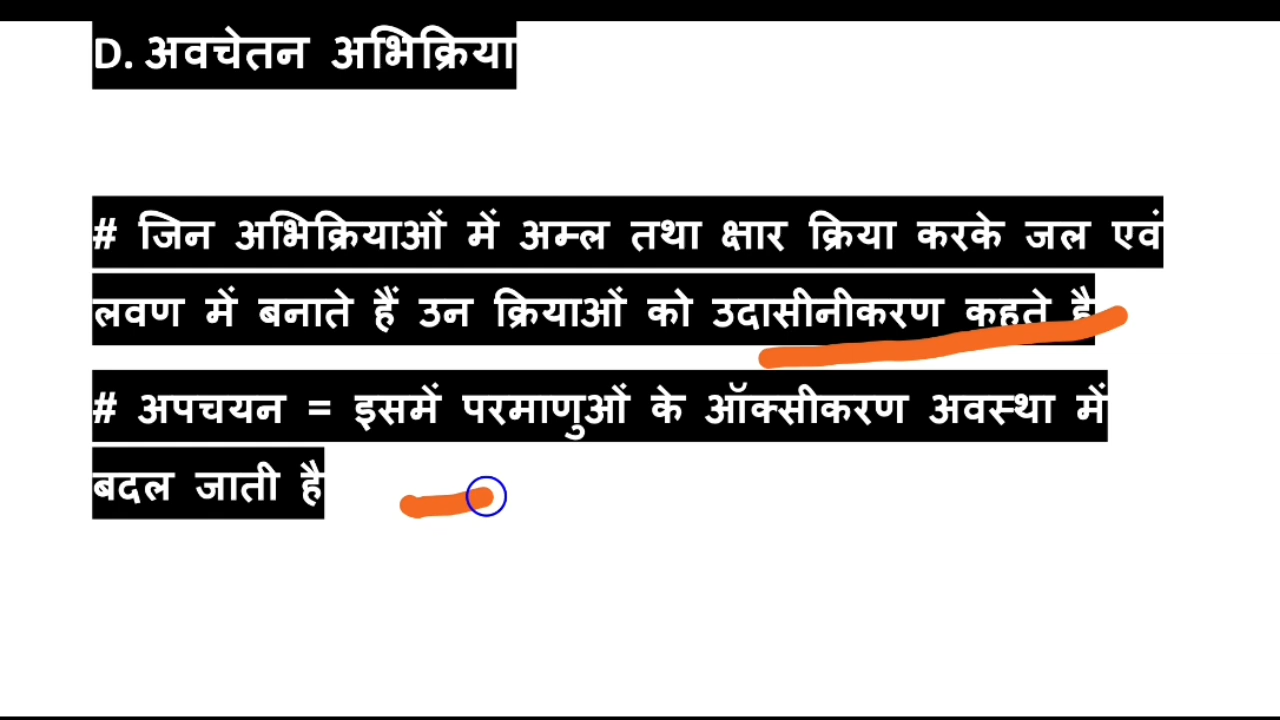 D. अवचेतन अभिक्रिया
# जिन अभिक्रियाओं में अम्ल तथा क्षार क्रिया करके जल एवं
लवण में बनाते हैं उन क्रियाओं को उदासीनीकरण कहते है
# अपचयन = इसमें परमाणुओं के ऑक्सीकरण अवस्था में
बदल जाती है